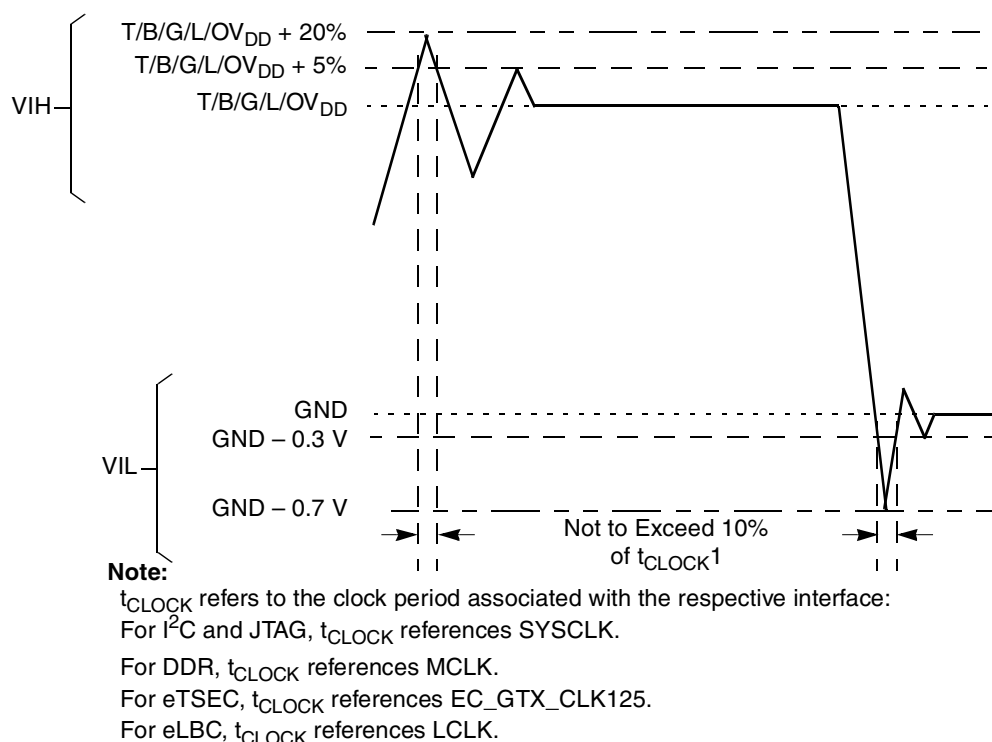 T/B/G/L/OVDD + 20%
T/B/G/L/OVDD + 5%
VIH
T/B/G/L/OVDD
GND
GND – 0.3 V
VIL
GND – 0.7 V
Not to Exceed 10%
of tCLOCK1
Note:
tCLOCK refers to the clock period associated with the respective interface:
For I2C and JTAG, tCLOCK references SYSCLK.
For DDR, tCLOCK references MCLK.
For eTSEC, tCLOCK references EC_GTX_CLK125.
For eLBC, tCLOCK references LCLK.